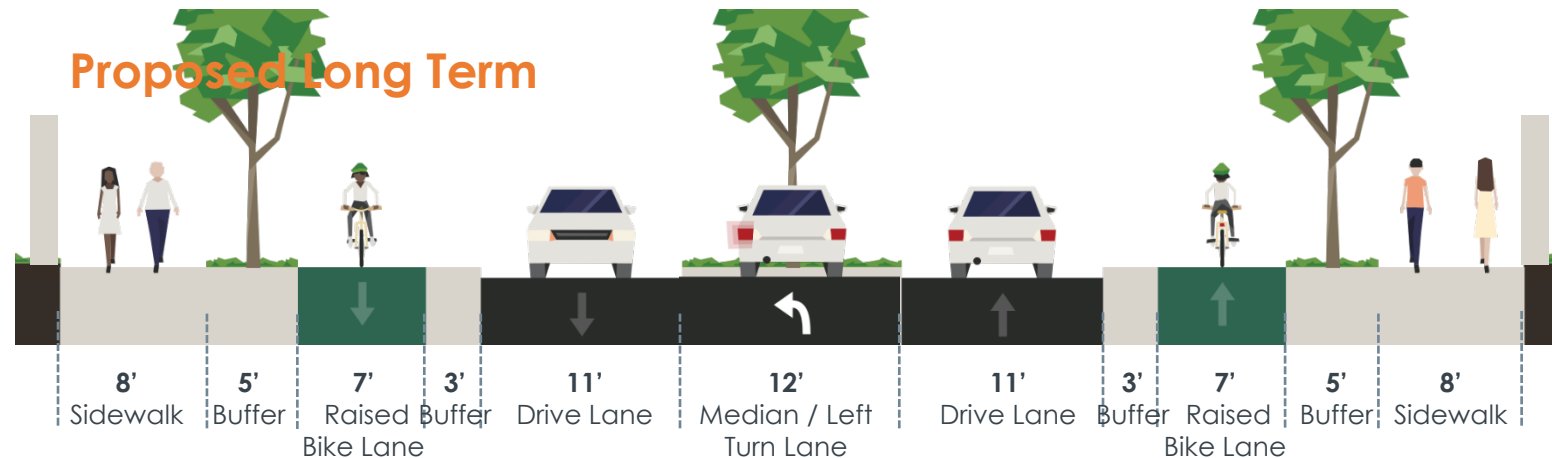 Proposed Long Term
8’ 5’ 7’ 3’ 11’ 12’ 11’ 3’ 7’ 5’ 8’
Sidewalk Buffer Raised Buffer Drive Lane Median / Left Drive Lane Buffer Raised Buffer Sidewalk
Bike Lane Turn Lane Bike Lane